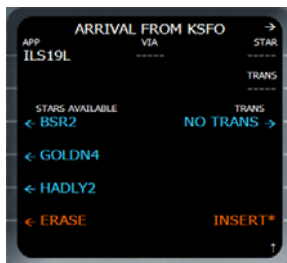 ARRIVAL FROM KSFO →
APP VIA STAR
ILS19L ----- -----
TRANS
-----
STARS AVAILABLE TRANS
← BSR2 NO TRANS →
← GOLDN4
← HADLY2
← ERASE INSERT*
↑